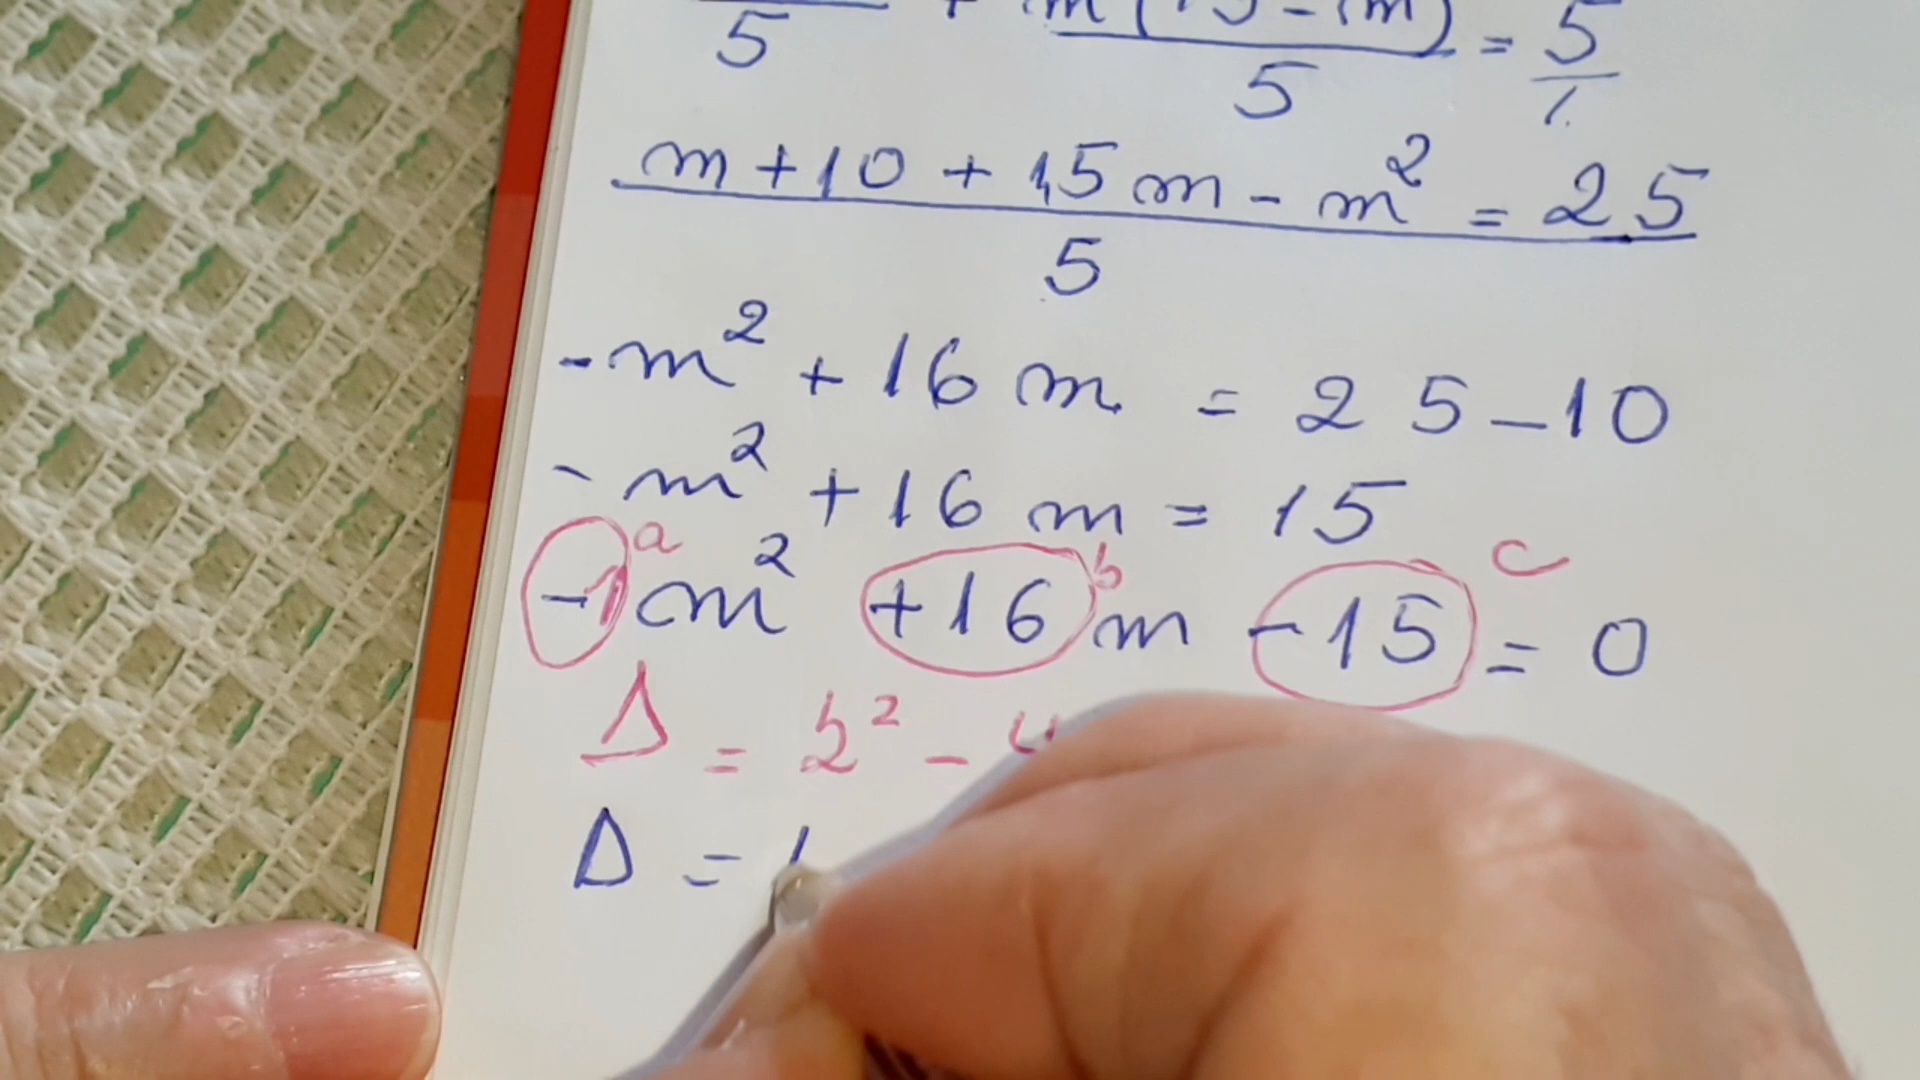 5 + m(15-m) = 5
5 1
m + 10 + 15m - m² = 25
5
-m² + 16m = 25 - 10
-m² + 16m = 15
a b c
-1m² +16m -15 = 0
Δ = b² - 4
Δ =